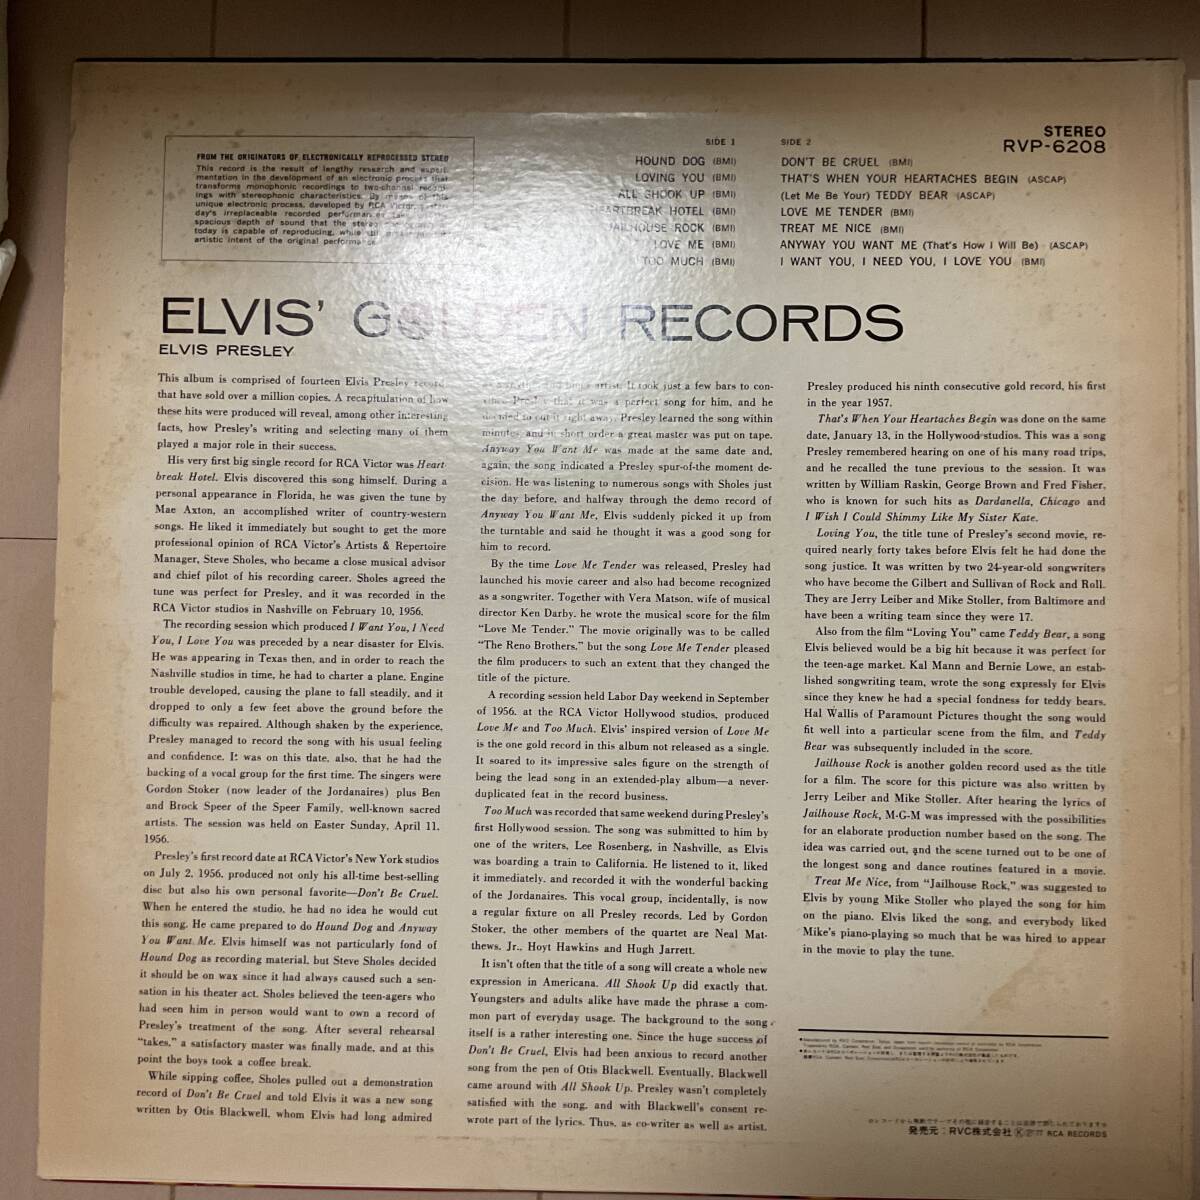 STEREO
RVP-6208
FROM THE ORIGINATORS OF ELECTRONICALLY REPROCESSED STEREO
This record is the result of lengthy research and experi-
mentation in the development of an electronic process that
transforms monophonic recordings to two-channel record-
ings with stereophonic characteristics. By means of this
unique electronic process, developed by RCA Victor,
day's irreplaceable recorded performances
spacious depth of sound that the stereo
today is capable of reproducing, while still
artistic intent of the original performance
SIDE 1
HOUND DOG (BMI)
LOVING YOU (BMI)
ALL SHOOK UP (BMI)
HEARTBREAK HOTEL (BMI)
JAILHOUSE ROCK (BMI)
LOVE ME (BMI)
TOO MUCH (BMI)
SIDE 2
DON'T BE CRUEL (BMI)
THAT'S WHEN YOUR HEARTACHES BEGIN (ASCAP)
(Let Me Be Your) TEDDY BEAR (ASCAP)
LOVE ME TENDER (BMI)
TREAT ME NICE (BMI)
ANYWAY YOU WANT ME (That's How I Will Be) (ASCAP)
I WANT YOU, I NEED YOU, I LOVE YOU (BMI)
ELVIS' GOLDEN RECORDS
ELVIS PRESLEY
This album is comprised of fourteen Elvis Presley records
that have sold over a million copies. A recapitulation of how
these hits were produced will reveal, among other interesting
facts, how Presley's writing and selecting many of them
played a major role in their success.
His very first big single record for RCA Victor was Heart
break Hotel. Elvis discovered this song himself. During a
personal appearance in Florida, he was given the tune by
Mae Axton, an accomplished writer of country-western
songs. He liked it immediately but sought to get the more
professional opinion of RCA Victor's Artists & Repertoire
Manager, Steve Sholes, who became a close musical advisor
and chief pilot of his recording career. Sholes agreed the
tune was perfect for Presley, and it was recorded in the
RCA Victor studios in Nashville on February 10, 1956.
The recording session which produced I Want You, I Need
You, I Love You was preceded by a near disaster for Elvis.
He was appearing in Texas then, and in order to reach the
Nashville studios in time, he had to charter a plane. Engine
trouble developed, causing the plane to fall steadily, and it
dropped to only a few feet above the ground before the
difficulty was repaired. Although shaken by the experience,
Presley managed to record the song with his usual feeling
and confidence. It was on this date, also, that he had the
backing of a vocal group for the first time. The singers were
Gordon Stoker (now leader of the Jordanaires) plus Ben
and Brock Speer of the Speer Family, well-known sacred
artists. The session was held on Easter Sunday, April 11,
1956.
Presley's first record date at RCA Victor's New York studios
on July 2, 1956, produced not only his all-time best-selling
disc but also his own personal favorite—Don't Be Cruel.
When he entered the studio, he had no idea he would cut
this song. He came prepared to do Hound Dog and Anyway
You Want Me. Elvis himself was not particularly fond of
Hound Dog as recording material, but Steve Sholes decided
it should be on wax since it had always caused such a sen-
sation in his theater act. Sholes believed the teen-agers who
had seen him in person would want to own a record of
Presley's treatment of the song. After several rehearsal
"takes," a satisfactory master was finally made, and at this
point the boys took a coffee break.
While sipping coffee, Sholes pulled out a demonstration
record of Don't Be Cruel and told Elvis it was a new song
written by Otis Blackwell, whom Elvis had long admired
artist. It took just a few bars to con-
vince Presley that it was a perfect song for him, and he
decided to cut it right away. Presley learned the song within
minutes and in short order a great master was put on tape.
Anyway You Want Me was made at the same date and,
again, the song indicated a Presley spur-of-the moment de-
cision. He was listening to numerous songs with Sholes just
the day before, and halfway through the demo record of
Anyway You Want Me, Elvis suddenly picked it up from
the turntable and said he thought it was a good song for
him to record.
By the time Love Me Tender was released, Presley had
launched his movie career and also had become recognized
as a songwriter. Together with Vera Matson, wife of musical
director Ken Darby, he wrote the musical score for the film
"Love Me Tender." The movie originally was to be called
"The Reno Brothers," but the song Love Me Tender pleased
the film producers to such an extent that they changed the
title of the picture.
A recording session held Labor Day weekend in September
of 1956, at the RCA Victor Hollywood studios, produced
Love Me and Too Much. Elvis' inspired version of Love Me
is the one gold record in this album not released as a single.
It soared to its impressive sales figure on the strength of
being the lead song in an extended-play album—a never-
duplicated feat in the record business.
Too Much was recorded that same weekend during Presley's
first Hollywood session. The song was submitted to him by
one of the writers, Lee Rosenberg, in Nashville, as Elvis
was boarding a train to California. He listened to it, liked
it immediately, and recorded it with the wonderful backing
of the Jordanaires. This vocal group, incidentally, is now
a regular fixture on all Presley records. Led by Gordon
Stoker, the other members of the quartet are Neal Mat-
thews, Jr., Hoyt Hawkins and Hugh Jarrett.
It isn't often that the title of a song will create a whole new
expression in Americana. All Shook Up did exactly that.
Youngsters and adults alike have made the phrase a com-
mon part of everyday usage. The background to the song
itself is a rather interesting one. Since the huge success of
Don't Be Cruel, Elvis had been anxious to record another
song from the pen of Otis Blackwell. Eventually, Blackwell
came around with All Shook Up. Presley wasn't completely
satisfied with the song, and with Blackwell's consent re-
wrote part of the lyrics. Thus, as co-writer as well as artist,
Presley produced his ninth consecutive gold record, his first
in the year 1957.
That's When Your Heartaches Begin was done on the same
date, January 13, in the Hollywood studios. This was a song
Presley remembered hearing on one of his many road trips,
and he recalled the tune previous to the session. It was
written by William Raskin, George Brown and Fred Fisher,
who is known for such hits as Dardanella, Chicago and
I Wish I Could Shimmy Like My Sister Kate.
Loving You, the title tune of Presley's second movie, re-
quired nearly forty takes before Elvis felt he had done the
song justice. It was written by two 24-year-old songwriters
who have become the Gilbert and Sullivan of Rock and Roll.
They are Jerry Leiber and Mike Stoller, from Baltimore and
have been a writing team since they were 17.
Also from the film "Loving You" came Teddy Bear, a song
Elvis believed would be a big hit because it was perfect for
the teen-age market. Kal Mann and Bernie Lowe, an estab-
lished songwriting team, wrote the song expressly for Elvis
since they knew he had a special fondness for teddy bears.
Hal Wallis of Paramount Pictures thought the song would
fit well into a particular scene from the film, and Teddy
Bear was subsequently included in the score.
Jailhouse Rock is another golden record used as the title
for a film. The score for this picture was also written by
Jerry Leiber and Mike Stoller. After hearing the lyrics of
Jailhouse Rock, M-G-M was impressed with the possibilities
for an elaborate production number based on the song. The
idea was carried out, and the scene turned out to be one of
the longest song and dance routines featured in a movie.
Treat Me Nice, from "Jailhouse Rock," was suggested to
Elvis by young Mike Stoller who played the song for him
on the piano. Elvis liked the song, and everybody liked
Mike's piano-playing so much that he was hired to appear
in the movie to play the tune.
発売元：RVC株式会社 RCA RECORDS